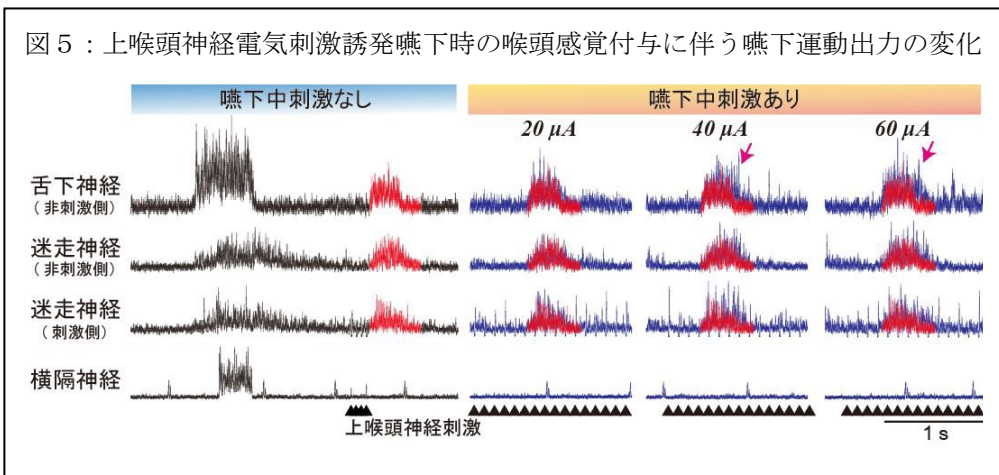 図５：上喉頭神経電気刺激誘発嚥下時の喉頭感覚付与に伴う嚥下運動出力の変化
嚥下中刺激なし
嚥下中刺激あり
20 μA
40 μA
60 μA
舌下神経
（非刺激側）
迷走神経
（非刺激側）
迷走神経
（刺激側）
横隔神経
上喉頭神経刺激
1 s